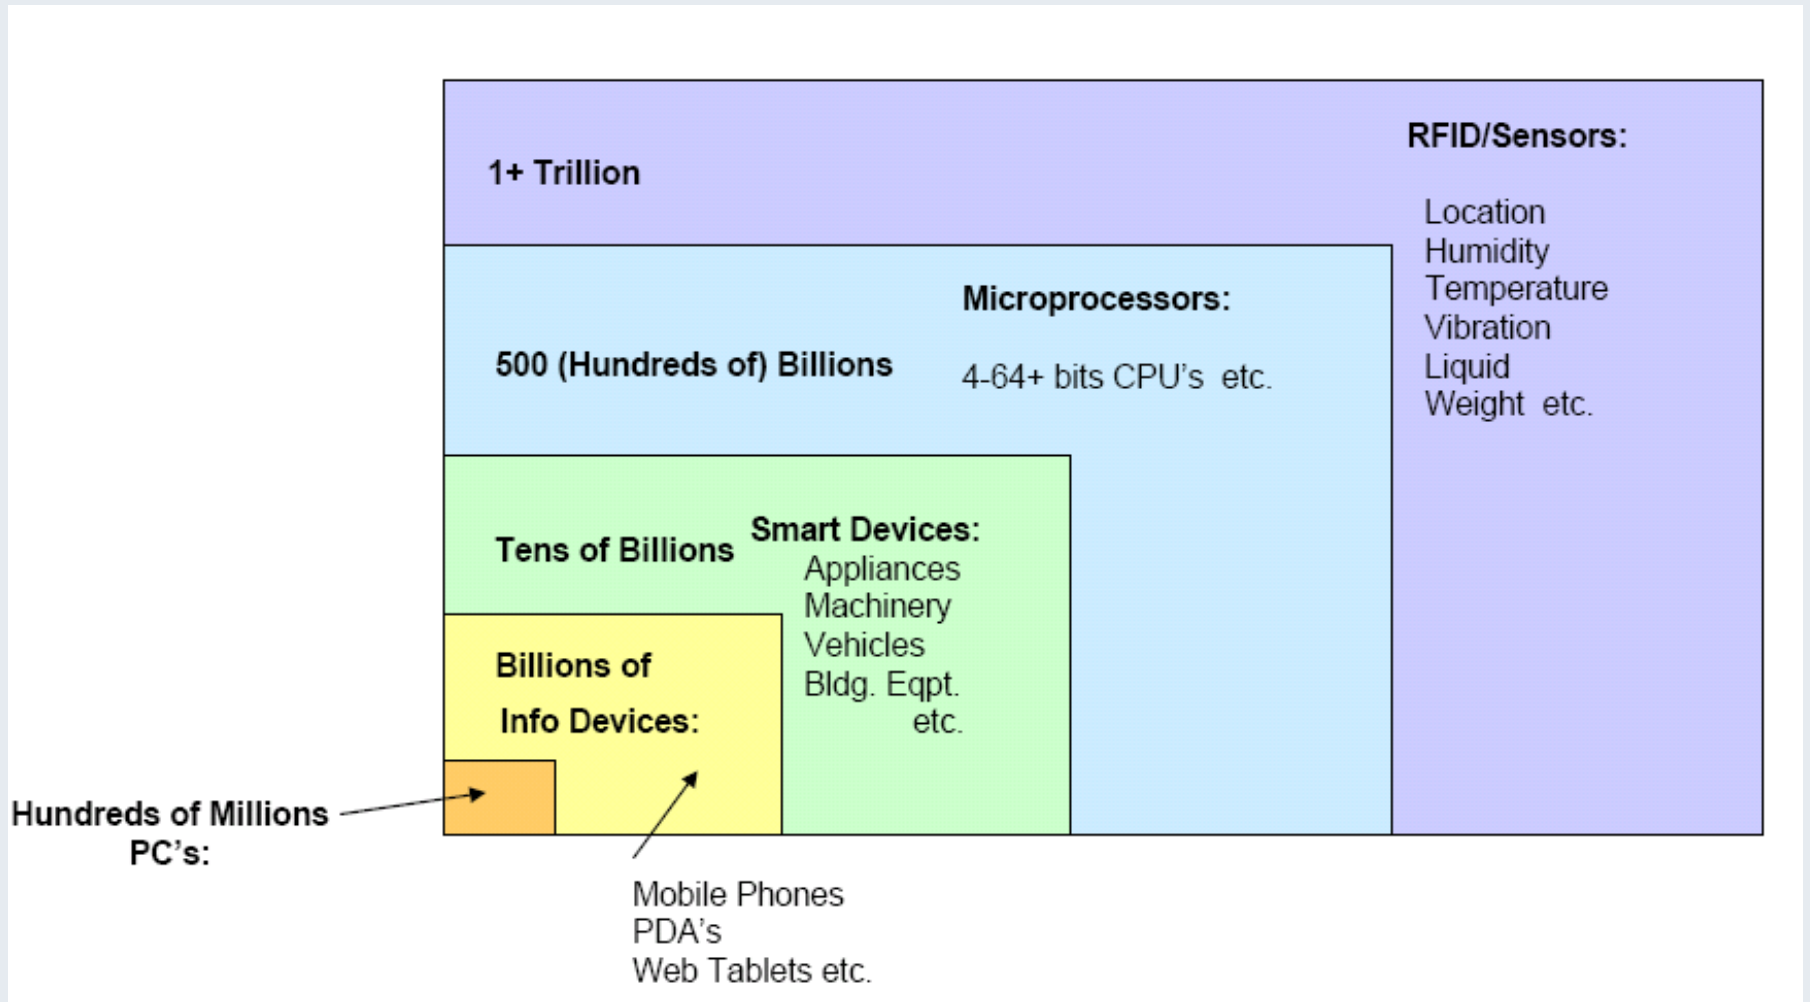 1+ Trillion
RFID/Sensors:
Location
Humidity
Temperature
Vibration
Liquid
Weight etc.
500 (Hundreds of) Billions
Microprocessors:
4-64+ bits CPU's etc.
Tens of Billions
Smart Devices:
Appliances
Machinery
Vehicles
Bldg. Eqpt.
etc.
Billions of
Info Devices:
Hundreds of Millions
PC's:
Mobile Phones
PDA's
Web Tablets etc.